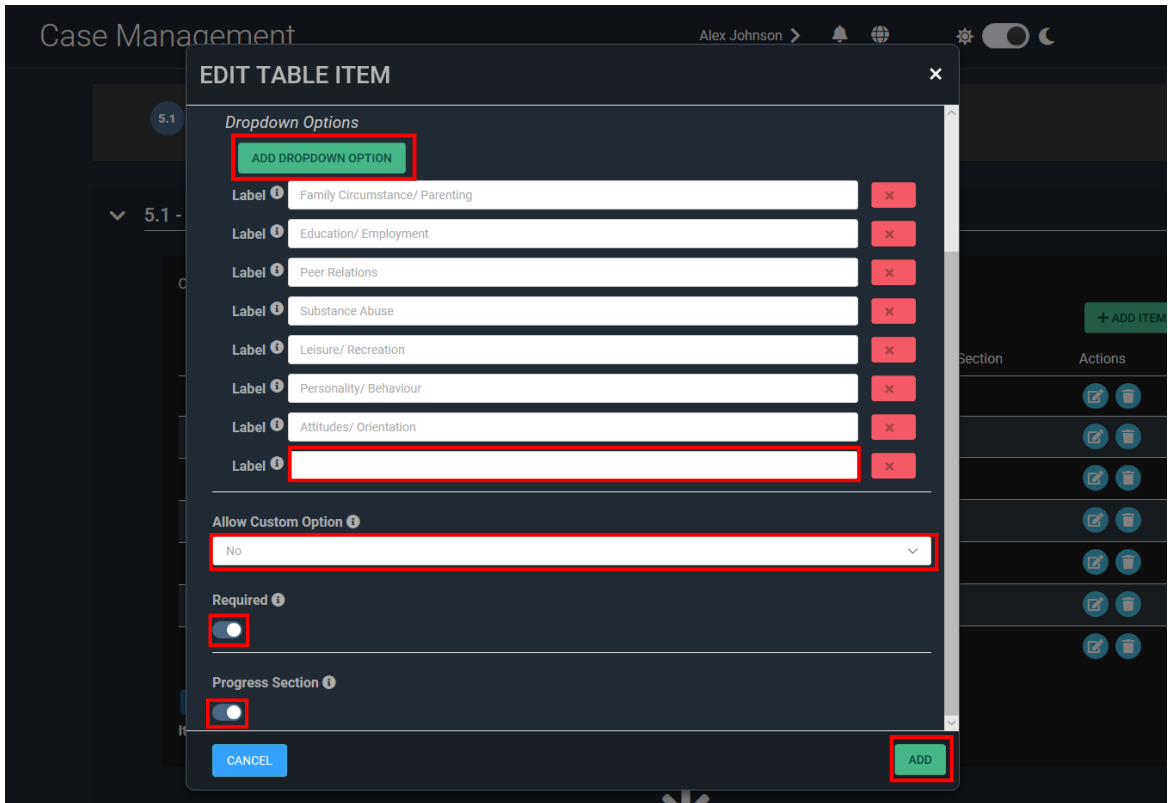 Case Management
Alex Johnson
EDIT TABLE ITEM
5.1
Dropdown Options
ADD DROPDOWN OPTION
Label Family Circumstance/ Parenting
5.1 -
Label Education/ Employment
Label Peer Relations
Label Substance Abuse
+ ADD ITEM
Label Leisure/ Recreation
Section Actions
Label Personality/ Behaviour
Label Attitudes/ Orientation
Label
Allow Custom Option
No
Required
Progress Section
CANCEL
ADD